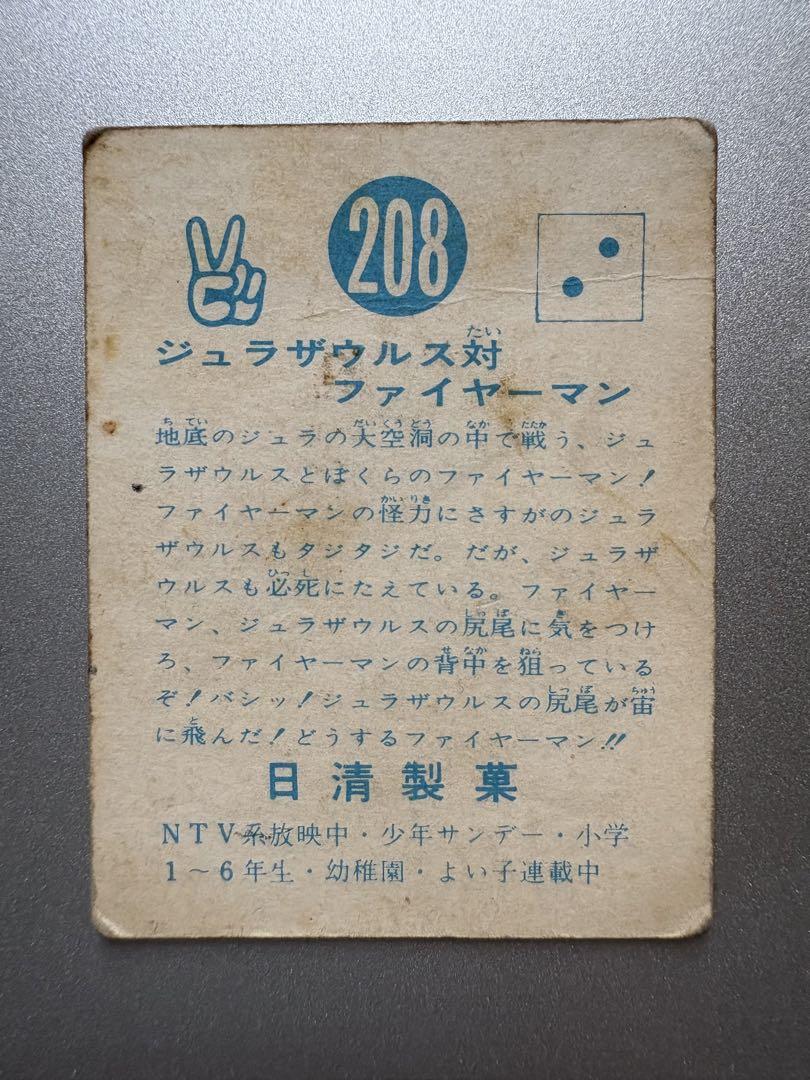 208
ジュラザウルス対
ファイヤーマン
地底のジュラの大空洞の中で戦う、ジュ
ラザウルスとぼくらのファイヤーマン!
ファイヤーマンの怪力にさすがのジュラ
ザウルスもタジタジだ。だが、ジュラザ
ウルスも必死にたえている。ファイヤー
マン、ジュラザウルスの尻尾に気をつけ
ろ、ファイヤーマンの背中を狙っている
ぞ!バシッ!ジュラザウルスの尻尾が宙
に飛んだ!どうするファイヤーマン!!
日清製菓
NTV系放映中・少年サンデー・小学
1~6年生・幼稚園・よい子連載中